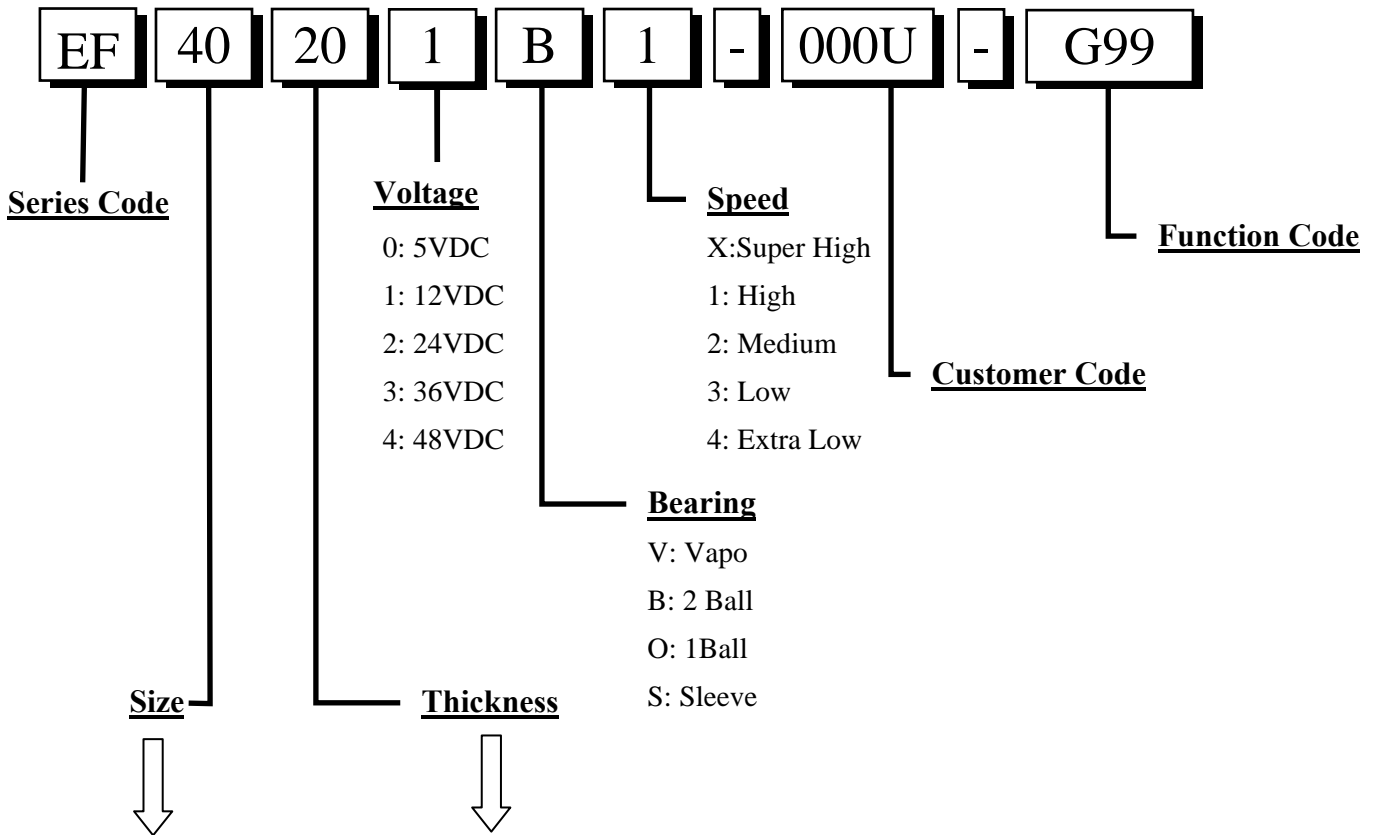 EF 40 20 1 B 1 - 000U - G99
Series Code
Voltage
0: 5VDC
1: 12VDC
2: 24VDC
3: 36VDC
4: 48VDC
Speed
X:Super High
1: High
2: Medium
3: Low
4: Extra Low
Function Code
Customer Code
Bearing
V: Vapo
B: 2 Ball
O: 1Ball
S: Sleeve
Size
Thickness